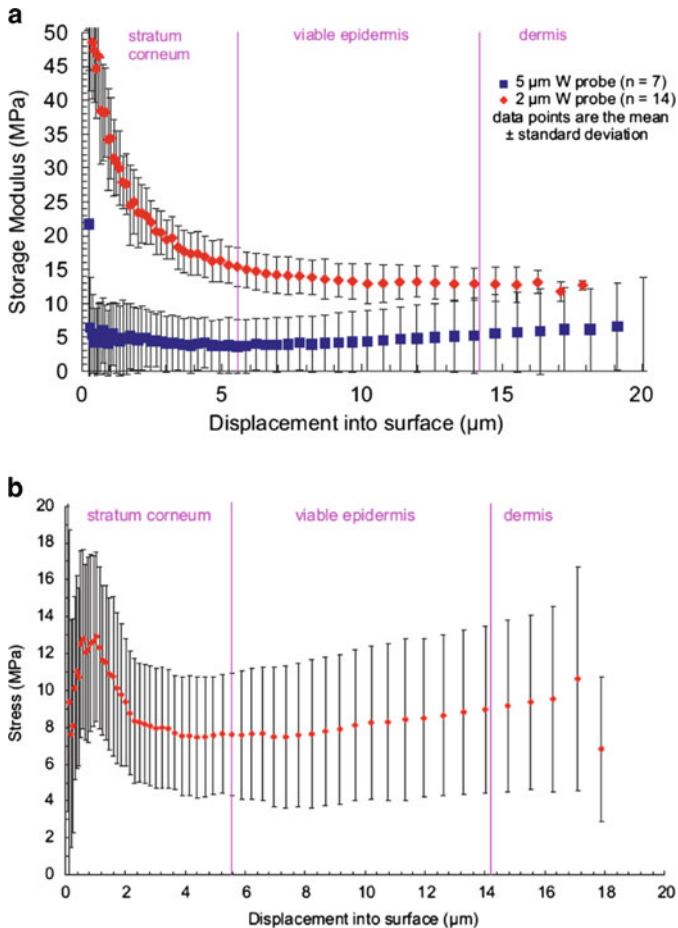 a
stratum
corneum
viable epidermis
dermis
5 µm W probe (n = 7)
2 µm W probe (n = 14)
data points are the mean
± standard deviation
Storage Modulus (MPa)
50
45
40
35
30
25
20
15
10
5
0
0
5
10
15
20
Displacement into surface (µm)
b
stratum corneum
viable epidermis
dermis
Stress (MPa)
20
18
16
14
12
10
8
6
4
2
0
0
2
4
6
8
10
12
14
16
18
20
Displacement into surface (µm)